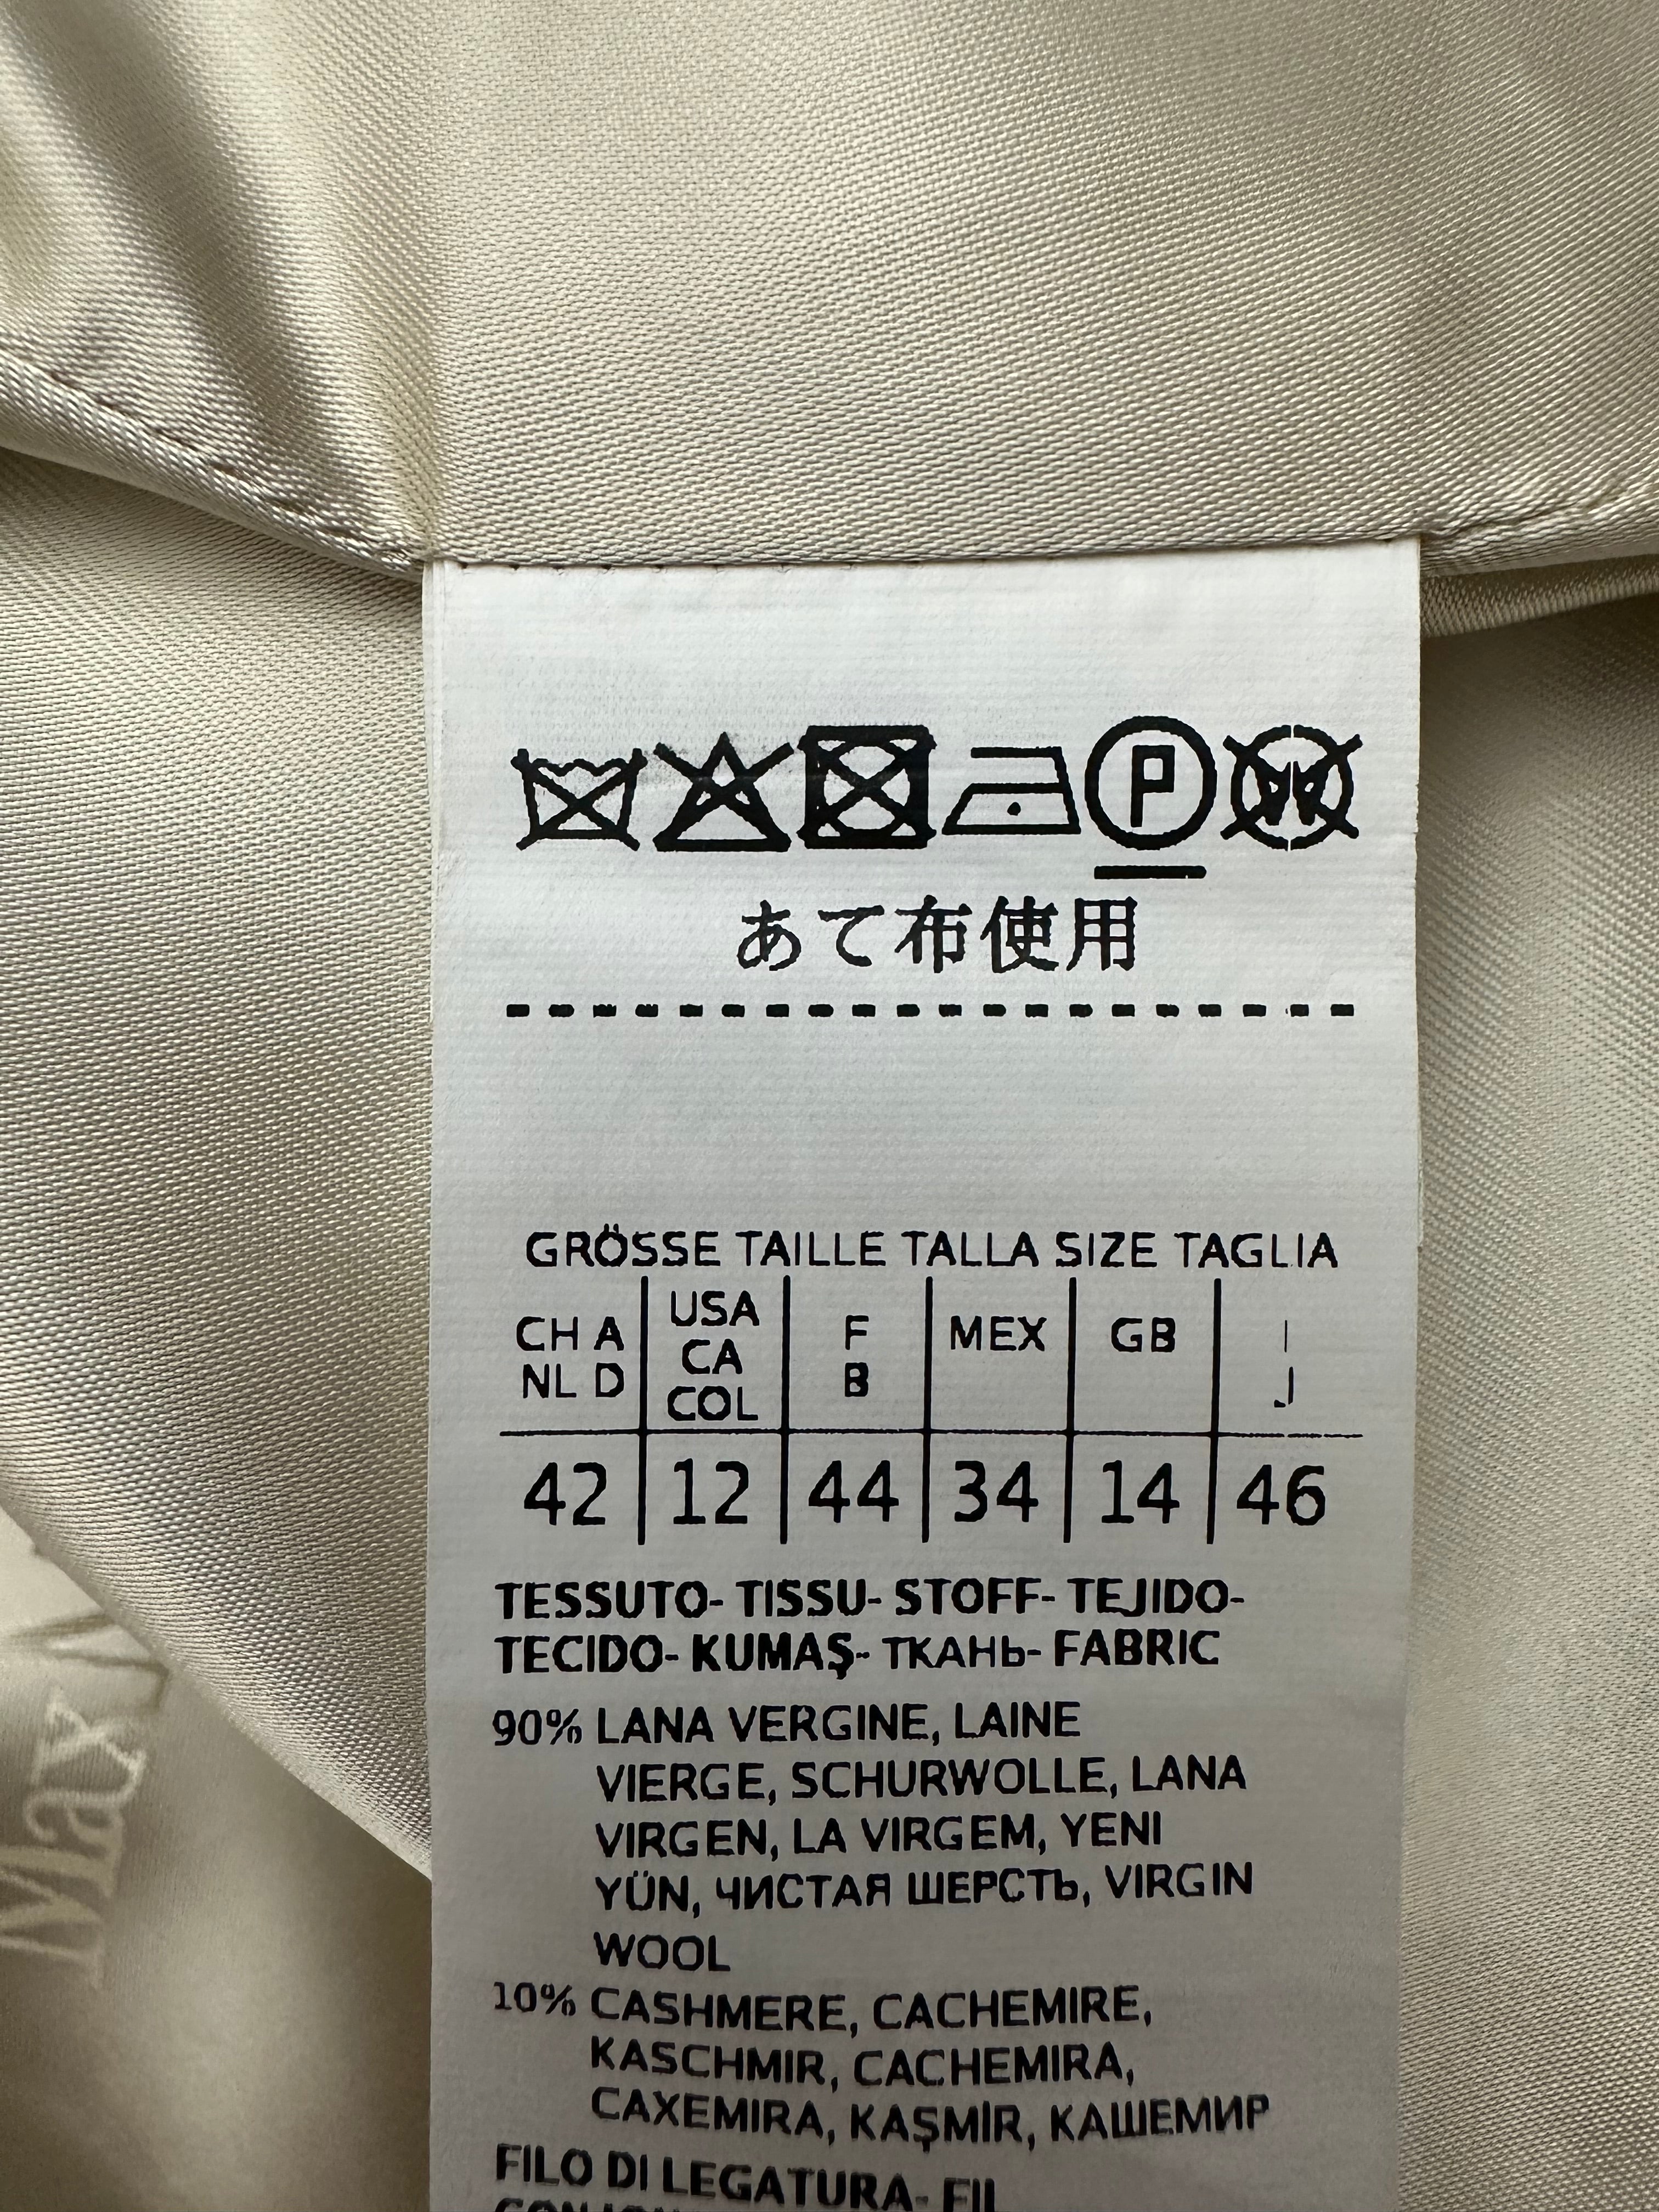 P W
あて布使用
GRÖSSE TAILLE TALLA SIZE TAGLIA
CH A NL D | USA CA COL | F B | MEX | GB | I J
42 | 12 | 44 | 34 | 14 | 46
TESSUTO- TISSU- STOFF- TEJIDO-
TECIDO- KUMAŞ- ТКАНЬ- FABRIC
90% LANA VERGINE, LAINE
VIERGE, SCHURWOLLE, LANA
VIRGEN, LA VIRGEM, YENI
YÜN, ЧИСТАЯ ШЕРСТЬ, VIRGIN
WOOL
10% CASHMERE, CACHEMIRE,
KASCHMIR, CACHEMIRA,
CAXEMIRA, KAŞMİR, КАШЕМИР
FILO DI LEGATURA- FIL
Max